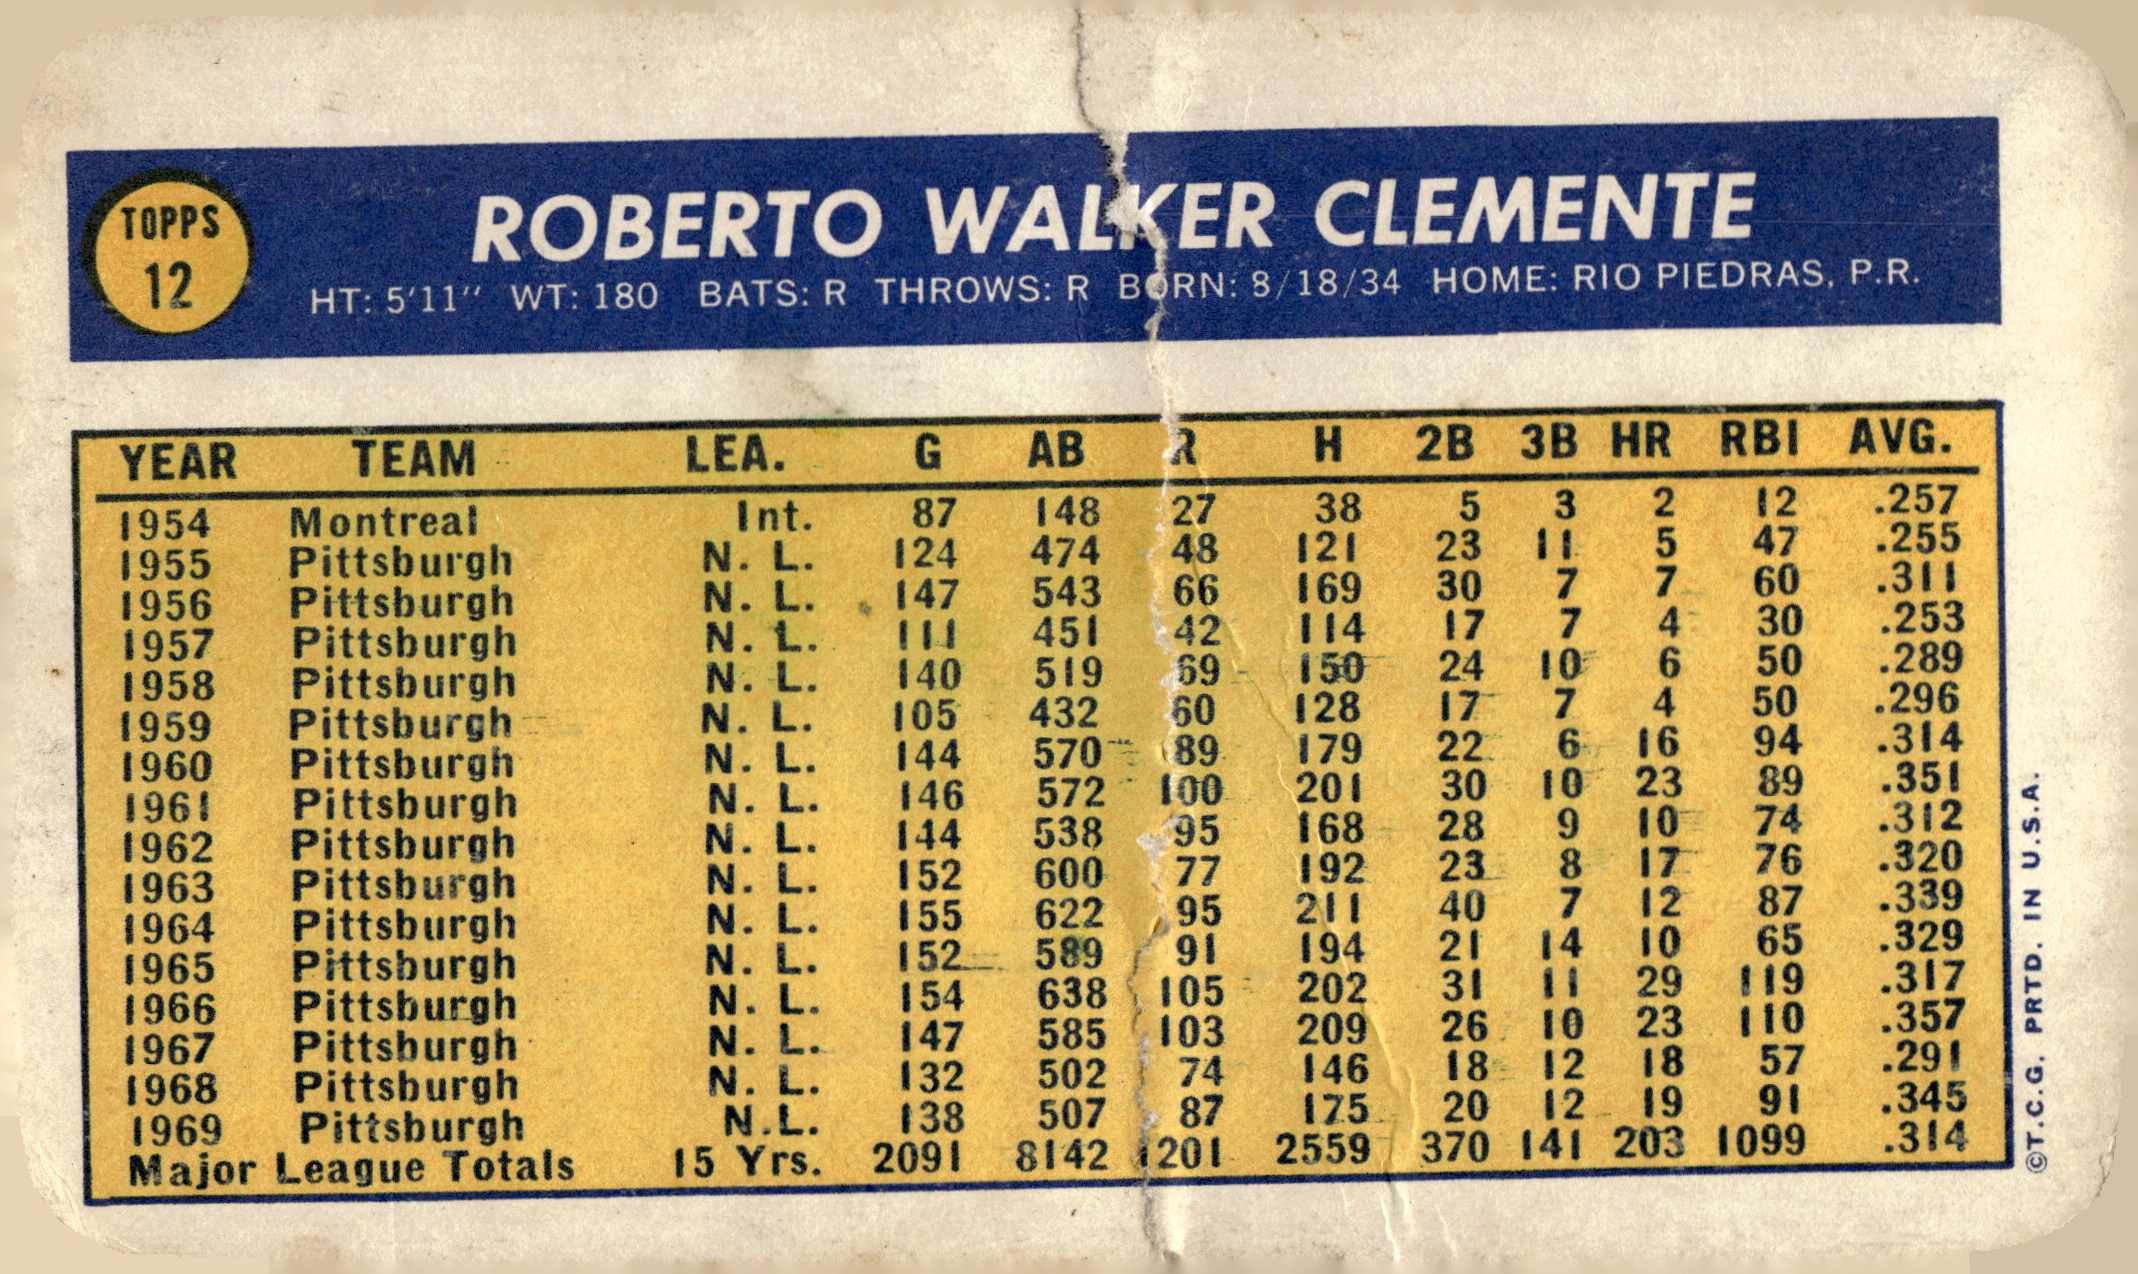 TOPPS
12
ROBERTO WALKER CLEMENTE
HT: 5'11" WT: 180 BATS: R THROWS: R BORN: 8/18/34 HOME: RIO PIEDRAS, P.R.
YEAR TEAM LEA. G AB R H 2B 3B HR RBI AVG.
1954 Montreal Int. 87 148 27 38 5 3 2 12 .257
1955 Pittsburgh N. L. 124 474 48 121 23 11 5 47 .255
1956 Pittsburgh N. L. 147 543 66 169 30 7 7 60 .311
1957 Pittsburgh N. L. 111 451 42 114 17 7 4 30 .253
1958 Pittsburgh N. L. 140 519 69 150 24 10 6 50 .289
1959 Pittsburgh N. L. 105 432 60 128 17 7 4 50 .296
1960 Pittsburgh N. L. 144 570 89 179 22 6 16 94 .314
1961 Pittsburgh N. L. 146 572 100 201 30 10 23 89 .351
1962 Pittsburgh N. L. 144 538 95 168 28 9 10 74 .312
1963 Pittsburgh N. L. 152 600 77 192 23 8 17 76 .320
1964 Pittsburgh N. L. 155 622 95 211 40 7 12 87 .339
1965 Pittsburgh N. L. 152 589 91 194 21 14 10 65 .329
1966 Pittsburgh N. L. 154 638 105 202 31 11 29 119 .317
1967 Pittsburgh N. L. 147 585 103 209 26 10 23 110 .357
1968 Pittsburgh N. L. 132 502 74 146 18 12 18 57 .291
1969 Pittsburgh N.L. 138 507 87 175 20 12 19 91 .345
Major League Totals 15 Yrs. 2091 8142 1201 2559 370 141 203 1099 .314
©T.C.G. PRTD. IN U.S.A.